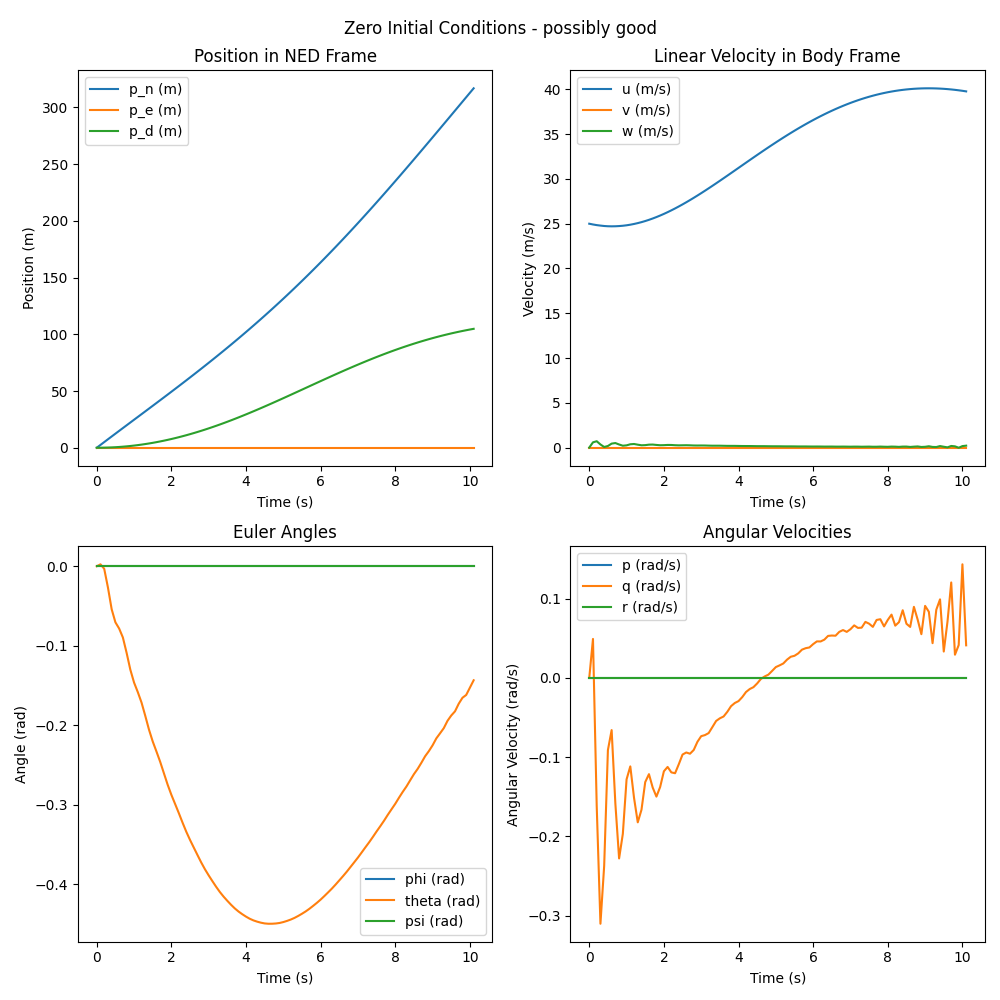 Zero Initial Conditions - possibly good
Position in NED Frame
p_n (m)
p_e (m)
p_d (m)
300
250
200
150
100
50
0
Position (m)
0 2 4 6 8 10
Time (s)
Linear Velocity in Body Frame
u (m/s)
v (m/s)
w (m/s)
40
35
30
25
20
15
10
5
0
Velocity (m/s)
0 2 4 6 8 10
Time (s)
Euler Angles
0.0
−0.1
−0.2
−0.3
−0.4
Angle (rad)
phi (rad)
theta (rad)
psi (rad)
0 2 4 6 8 10
Time (s)
Angular Velocities
p (rad/s)
q (rad/s)
r (rad/s)
0.1
0.0
−0.1
−0.2
−0.3
Angular Velocity (rad/s)
0 2 4 6 8 10
Time (s)